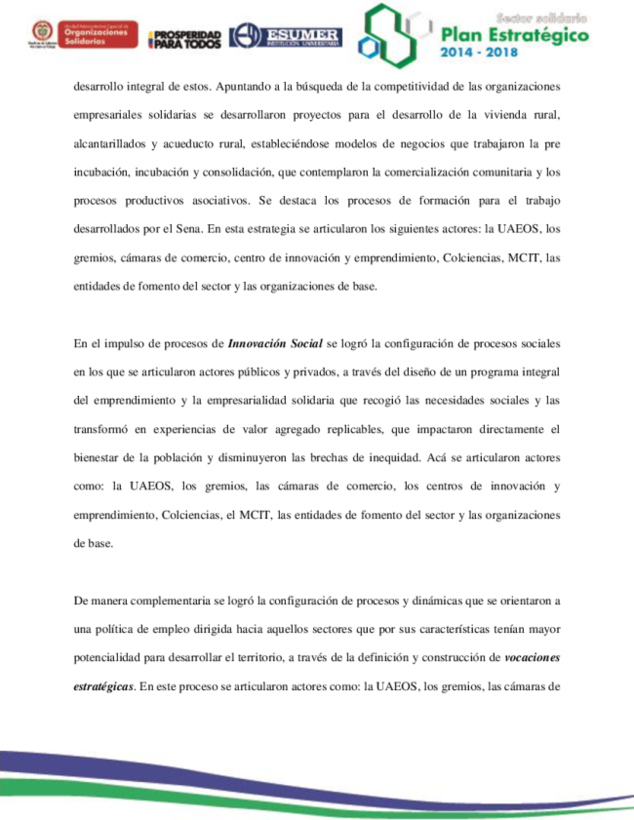 Unidad Administrativa Especial de
Organizaciones
Solidarias
PROSPERIDAD
PARA TODOS
ESUMER
INSTITUCIÓN UNIVERSITARIA
Sector solidario
Plan Estratégico
2014 - 2018
desarrollo integral de estos. Apuntando a la búsqueda de la competitividad de las organizaciones
empresariales solidarias se desarrollaron proyectos para el desarrollo de la vivienda rural,
alcantarillados y acueducto rural, estableciéndose modelos de negocios que trabajaron la pre
incubación, incubación y consolidación, que contemplaron la comercialización comunitaria y los
procesos productivos asociativos. Se destaca los procesos de formación para el trabajo
desarrollados por el Sena. En esta estrategia se articularon los siguientes actores: la UAEOS, los
gremios, cámaras de comercio, centro de innovación y emprendimiento, Colciencias, MCIT, las
entidades de fomento del sector y las organizaciones de base.
En el impulso de procesos de Innovación Social se logró la configuración de procesos sociales
en los que se articularon actores públicos y privados, a través del diseño de un programa integral
del emprendimiento y la empresarialidad solidaria que recogió las necesidades sociales y las
transformó en experiencias de valor agregado replicables, que impactaron directamente el
bienestar de la población y disminuyeron las brechas de inequidad. Acá se articularon actores
como: la UAEOS, los gremios, las cámaras de comercio, los centros de innovación y
emprendimiento, Colciencias, el MCIT, las entidades de fomento del sector y las organizaciones
de base.
De manera complementaria se logró la configuración de procesos y dinámicas que se orientaron a
una política de empleo dirigida hacia aquellos sectores que por sus características tenían mayor
potencialidad para desarrollar el territorio, a través de la definición y construcción de vocaciones
estratégicas. En este proceso se articularon actores como: la UAEOS, los gremios, las cámaras de